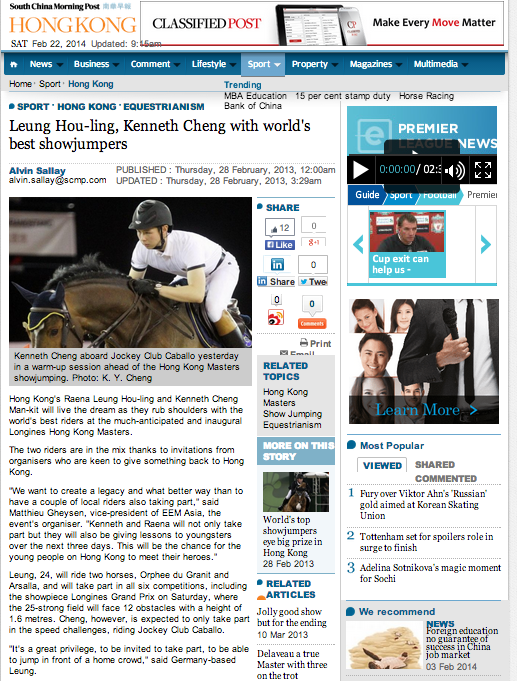 South China Morning Post 南華早報
HONGKONG
CLASSIFIEDPOST
Make Every Move Matter
SAT Feb 22, 2014 Updated: 9:45am
News Business Comment Lifestyle Sport Property Magazines Multimedia
Home · Sport · Hong Kong
Trending
MBA Education 15 per cent stamp duty Horse Racing
Bank of China
SPORT · HONG KONG · EQUESTRIANISM
Leung Hou-ling, Kenneth Cheng with world's
best showjumpers
Alvin Sallay
alvin.sallay@scmp.com
PUBLISHED : Thursday, 28 February, 2013, 12:00am
UPDATED : Thursday, 28 February, 2013, 3:29am
Kenneth Cheng aboard Jockey Club Caballo yesterday
in a warm-up session ahead of the Hong Kong Masters
showjumping. Photo: K. Y. Cheng
Hong Kong's Raena Leung Hou-ling and Kenneth Cheng
Man-kit will live the dream as they rub shoulders with the
world's best riders at the much-anticipated and inaugural
Longines Hong Kong Masters.
The two riders are in the mix thanks to invitations from
organisers who are keen to give something back to Hong
Kong.
"We want to create a legacy and what better way than to
have a couple of local riders also taking part," said
Matthieu Gheysen, vice-president of EEM Asia, the
event's organiser. "Kenneth and Raena will not only take
part but they will also be giving lessons to youngsters
over the next three days. This will be the chance for the
young people on Hong Kong to meet their heroes."
Leung, 24, will ride two horses, Orphee du Granit and
Arsalla, and will take part in all six competitions, including
the showpiece Longines Grand Prix on Saturday, where
the 25-strong field will face 12 obstacles with a height of
1.6 metres. Cheng, however, is expected to only take part
in the speed challenges, riding Jockey Club Caballo.
"It's a great privilege, to be invited to take part, to be able
to jump in front of a home crowd," said Germany-based
Leung.
SHARE
12
0
Like
g+1
in
0
in Share
Twe
0
Comments
Print
Email
RELATED
TOPICS
Hong Kong
Masters
Show Jumping
Equestrianism
MORE ON THIS
STORY
World's top
showjumpers
eye big prize in
Hong Kong
28 Feb 2013
RELATED
ARTICLES
Jolly good show
but for the ending
10 Mar 2013
Delaveau a true
Master with three
on the trot
e PREMIER
LEAGUE NEWS
0:00:00/ 02:3
Guide Sport Football Premier
Cup exit can
help us -
Learn More >
Most Popular
VIEWED SHARED
COMMENTED
1 Fury over Viktor Ahn's 'Russian'
gold aimed at Korean Skating
Union
2 Tottenham set for spoilers role in
surge to finish
3 Adelina Sotnikova's magic moment
for Sochi
We recommend
NEWS
Foreign education
no guarantee of
success in China
job market
03 Feb 2014